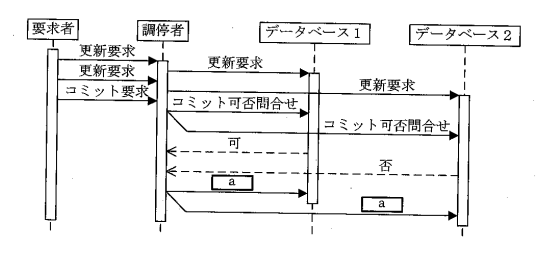 要求者
調停者
データベース1
データベース2
更新要求
更新要求
更新要求
更新要求
コミット要求
コミット可否問合せ
コミット可否問合せ
可
否
a
a